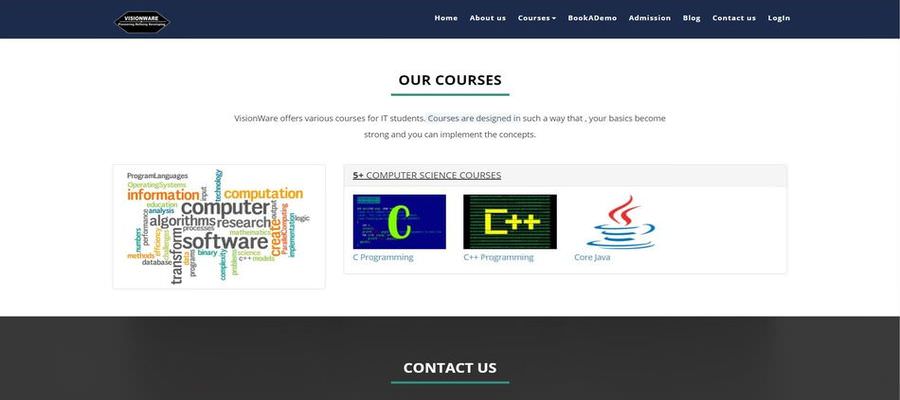 VISIONWARE
Home About us Courses BookADemo Admission Blog Contact us LogIn
OUR COURSES
VisionWare offers various courses for IT students. Courses are designed in such a way that , your basics become
strong and you can implement the concepts.
5+ COMPUTER SCIENCE COURSES
ProgramLanguages
OperatingSystems
information
input
technology
computation
education
analysis
computer
output
performance
algorithms
research
logic
processes
mathematics
create
ParallelComputing
implementation
numbers
efficiency
challenges
software
methods
database
transform
data
programs
binary
complexity
problems
science
c++
models
C
C++
C Programming C++ Programming Core Java
CONTACT US